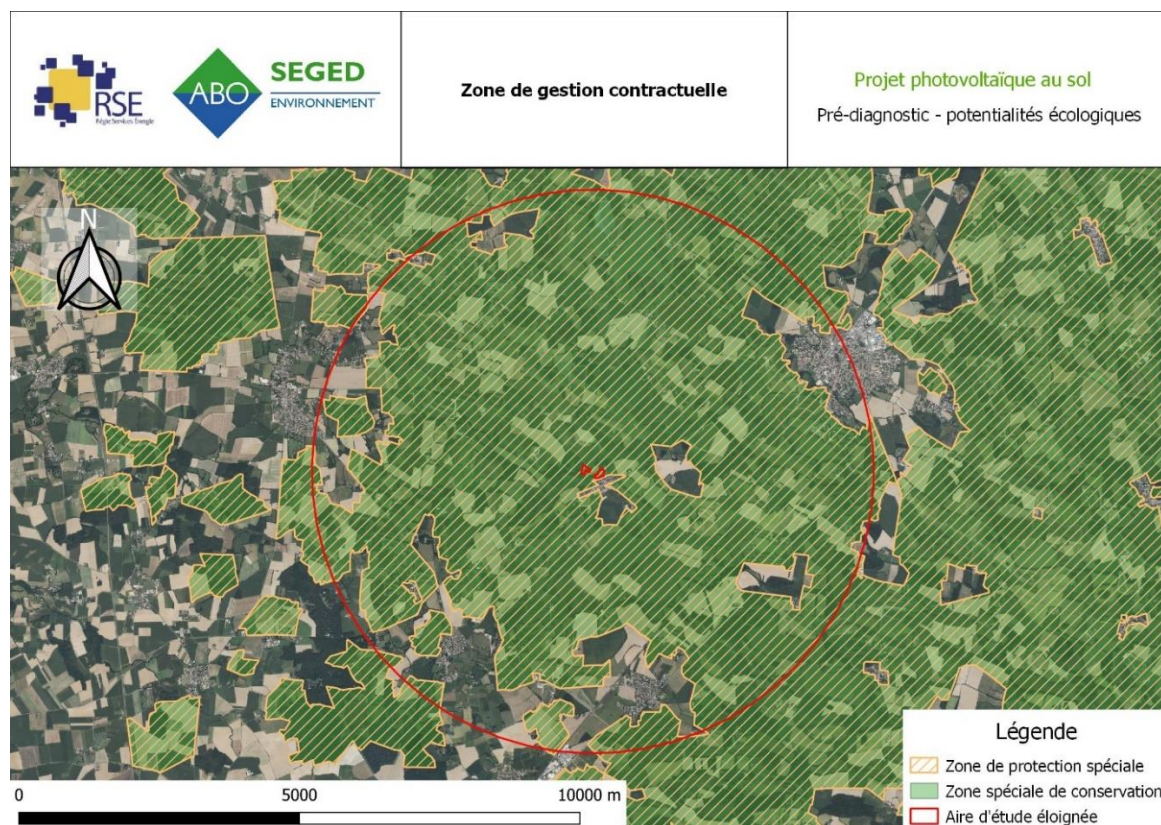 RSE
Régie Services Énergie
ABO
SEGED
ENVIRONNEMENT
Zone de gestion contractuelle
Projet photovoltaïque au sol
Pré-diagnostic - potentialités écologiques
N
Légende
Zone de protection spéciale
Zone spéciale de conservation
Aire d'étude éloignée
0 5000 10000 m